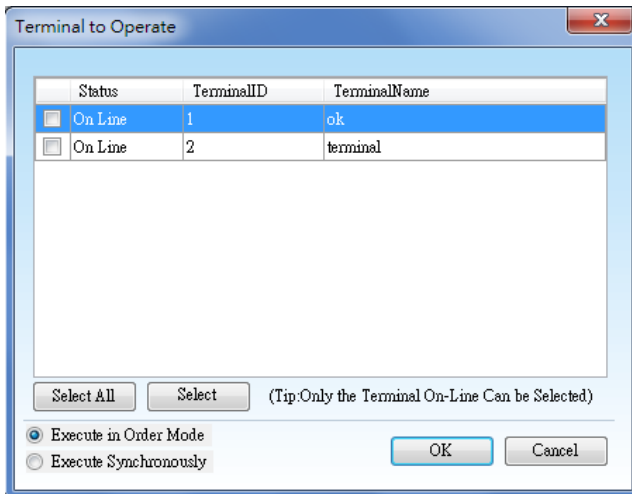 Terminal to Operate
Status TerminalID TerminalName
On Line 1 ok
On Line 2 terminal
Select All Select (Tip:Only the Terminal On-Line Can be Selected)
Execute in Order Mode
Execute Synchronously
OK Cancel